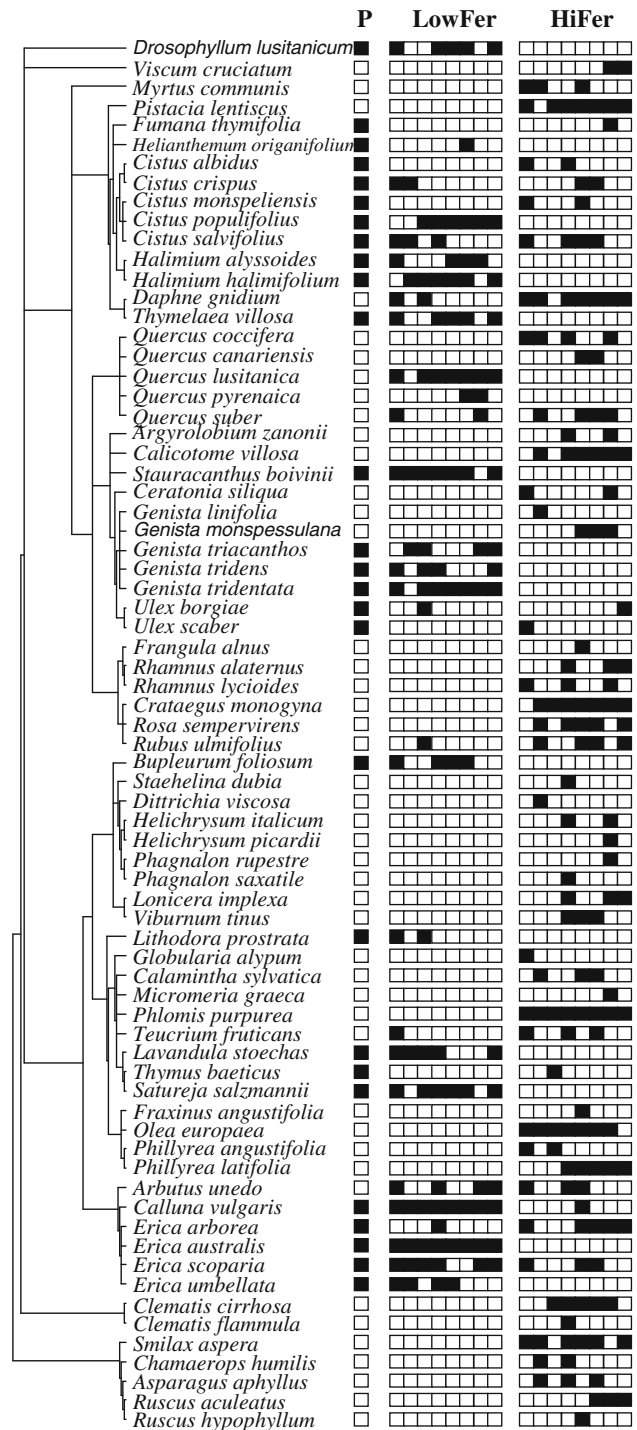 P LowFer HiFer
Drosophyllum lusitanicum
Viscum cruciatum
Myrtus communis
Pistacia lentiscus
Fumana thymifolia
Helianthemum origanifolium
Cistus albidus
Cistus crispus
Cistus monspeliensis
Cistus populifolius
Cistus salvifolius
Halimium alyssoides
Halimium halimifolium
Daphne gnidium
Thymelaea villosa
Quercus coccifera
Quercus canariensis
Quercus lusitanica
Quercus pyrenaica
Quercus suber
Argyrolobium zanonii
Calicotome villosa
Stauracanthus boivinii
Ceratonia siliqua
Genista linifolia
Genista monspessulana
Genista triacanthos
Genista tridens
Genista tridentata
Ulex borgiae
Ulex scaber
Frangula alnus
Rhamnus alaternus
Rhamnus lycioides
Crataegus monogyna
Rosa sempervirens
Rubus ulmifolius
Bupleurum foliosum
Staehelina dubia
Dittrichia viscosa
Helichrysum italicum
Helichrysum picardii
Phagnalon rupestre
Phagnalon saxatile
Lonicera implexa
Viburnum tinus
Lithodora prostrata
Globularia alypum
Calamintha sylvatica
Micromeria graeca
Phlomis purpurea
Teucrium fruticans
Lavandula stoechas
Thymus baeticus
Satureja salzmannii
Fraxinus angustifolia
Olea europaea
Phillyrea angustifolia
Phillyrea latifolia
Arbutus unedo
Calluna vulgaris
Erica arborea
Erica australis
Erica scoparia
Erica umbellata
Clematis cirrhosa
Clematis flammula
Smilax aspera
Chamaerops humilis
Asparagus aphyllus
Ruscus aculeatus
Ruscus hypophyllum